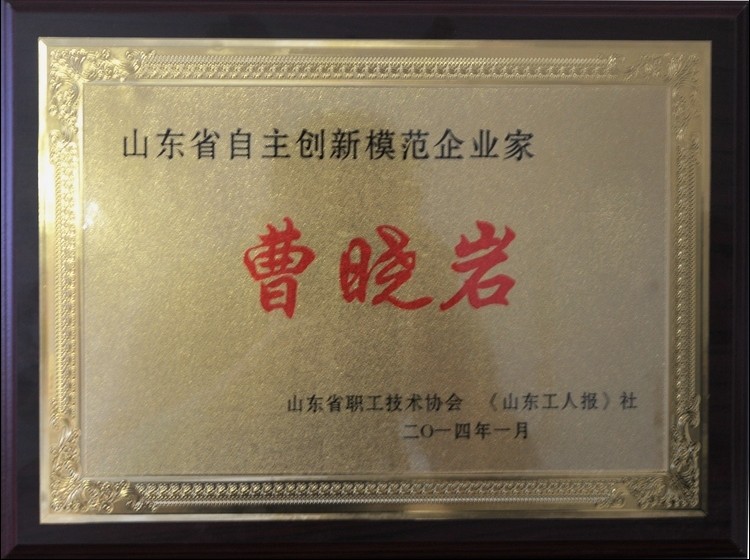 山东省自主创新模范企业家
曹晓岩
山东省职工技术协会 《山东工人报》社
二〇一四年一月